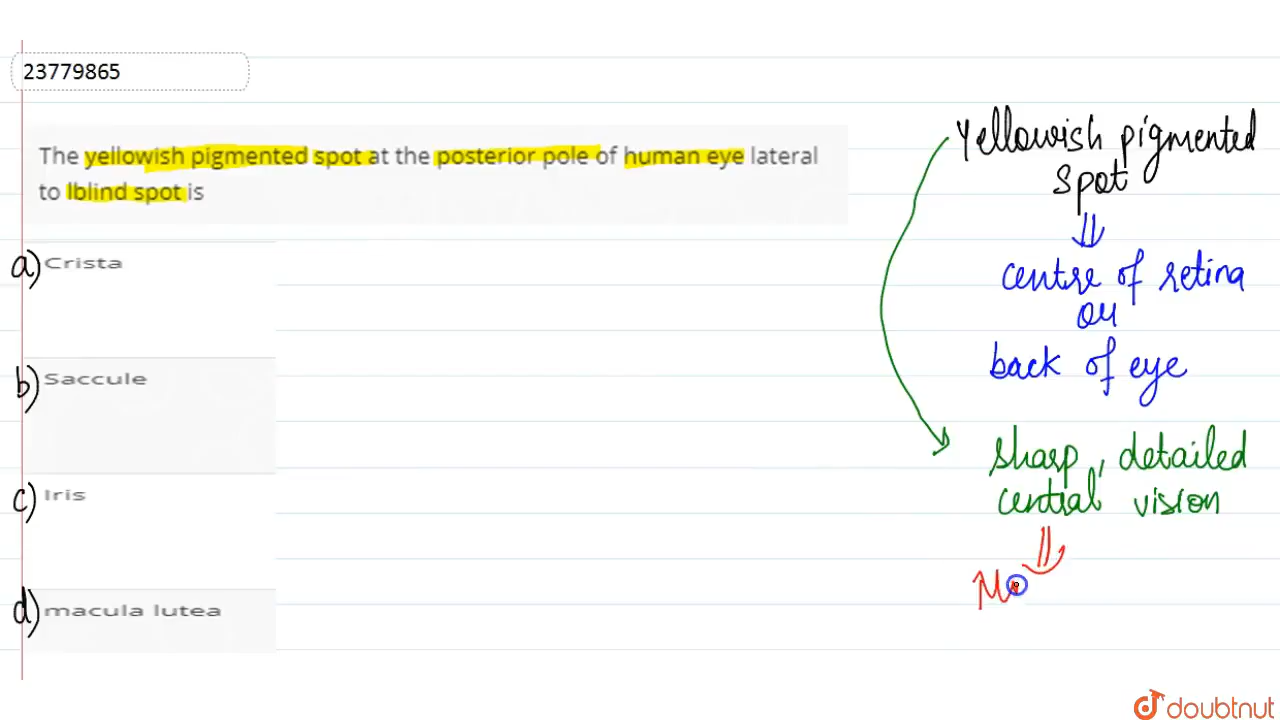 23779865
The yellowish pigmented spot at the posterior pole of human eye lateral
to lblind spot is
a) Crista
b) Saccule
c) Iris
d) macula lutea
Yellowish pigmented
spot
centre of retina
or
back of eye
sharp, detailed
central vision
doubtnut